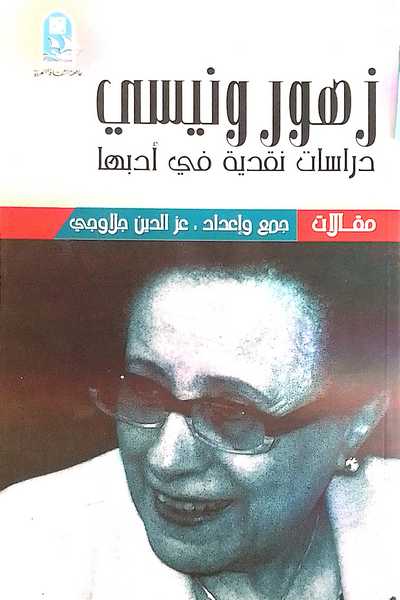 زهور ونيسي
دراسات نقدية في أدبها
مقالات جمع وإعداد، عز الدين جلاوجي